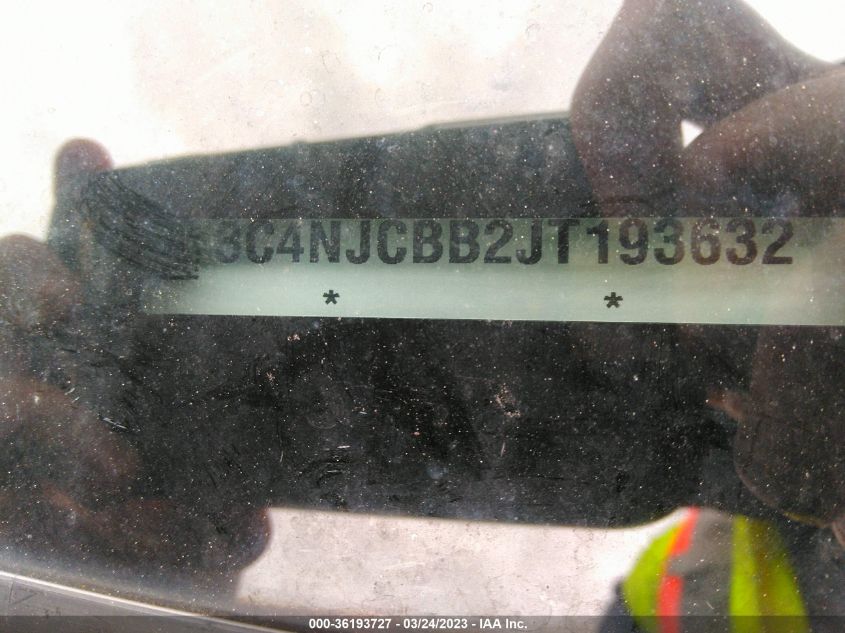 3C4NJCBB2JT193632
* *
000-36193727 - 03/24/2023 - IAA Inc.